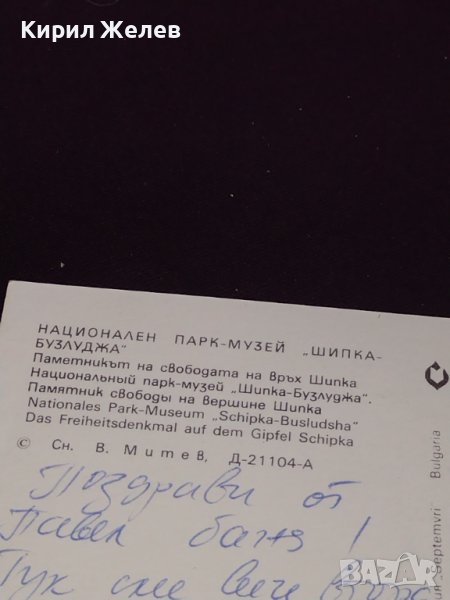 Кирил Желев
НАЦИОНАЛЕН ПАРК-МУЗЕЙ „ШИПКА-
БУЗЛУДЖА“
Паметникът на свободата на връх Шипка
Национальный парк-музей „Шипка-Бузлуджа“.
Памятник свободы на вершине Шипка
Nationales Park-Museum „Schipka-Busludsha“
Das Freiheitsdenkmal auf dem Gipfel Schipka
© Сн. В. Митев, Д-21104-А
Поздрави от
Павел баня!
Тук сме вече
"Septemvri" Bulgaria
BAZAR